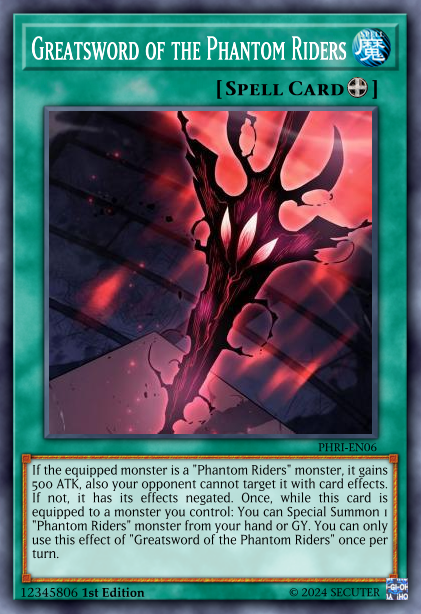 Greatsword of the Phantom Riders 魔
[Spell Card]
PHRI-EN06
If the equipped monster is a "Phantom Riders" monster, it gains
500 ATK, also your opponent cannot target it with card effects.
If not, it has its effects negated. Once, while this card is
equipped to a monster you control: You can Special Summon 1
"Phantom Riders" monster from your hand or GY. You can only
use this effect of "Greatsword of the Phantom Riders" once per
turn.
12345806 1st Edition © 2024 SECUTER